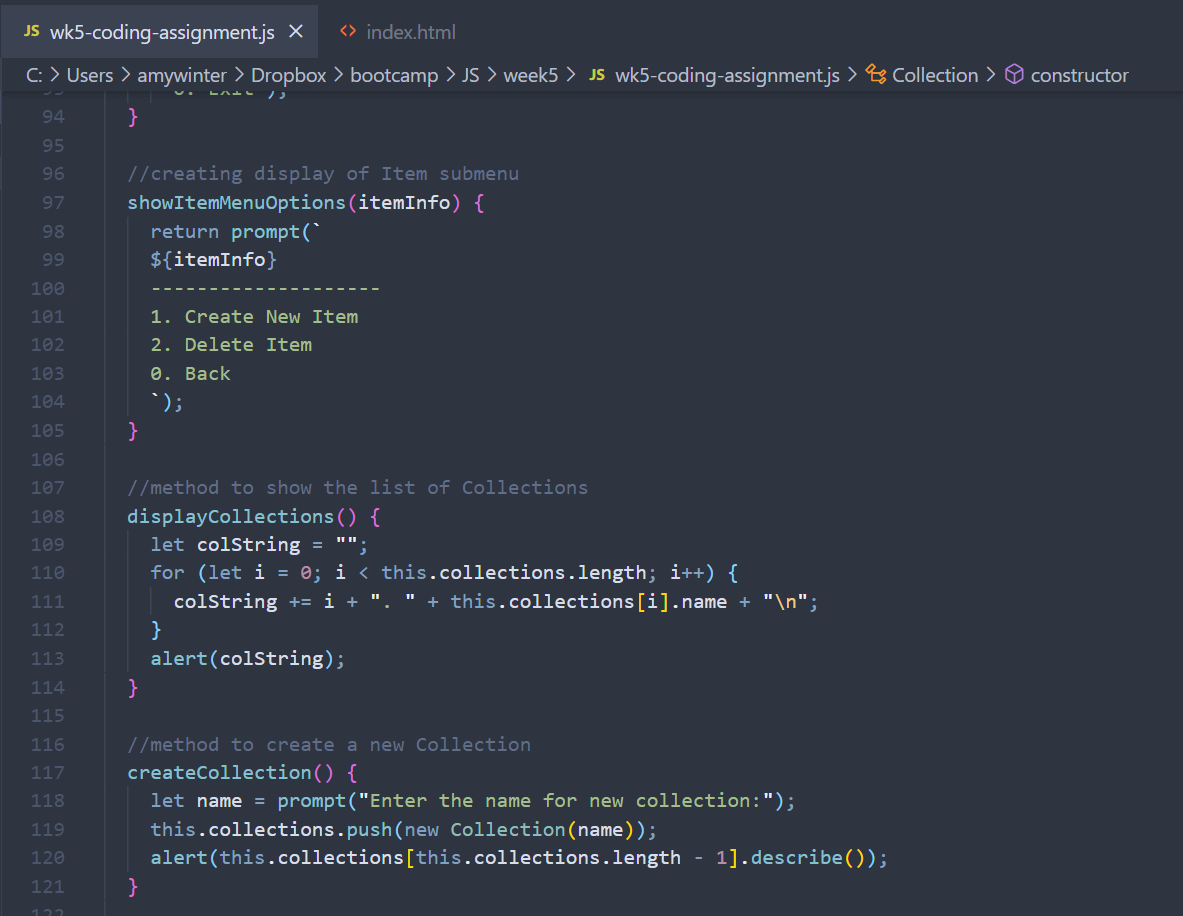 JS wk5-coding-assignment.js × <> index.html
C: > Users > amywinter > Dropbox > bootcamp > JS > week5 > JS wk5-coding-assignment.js > Collection > constructor
94 }
95
96 //creating display of Item submenu
97 showItemMenuOptions(itemInfo) {
98 return prompt(`
99 ${itemInfo}
100 --------------------
101 1. Create New Item
102 2. Delete Item
103 0. Back
104 `);
105 }
106
107 //method to show the list of Collections
108 displayCollections() {
109 let colString = "";
110 for (let i = 0; i < this.collections.length; i++) {
111 colString += i + ". " + this.collections[i].name + "\n";
112 }
113 alert(colString);
114 }
115
116 //method to create a new Collection
117 createCollection() {
118 let name = prompt("Enter the name for new collection:");
119 this.collections.push(new Collection(name));
120 alert(this.collections[this.collections.length - 1].describe());
121 }